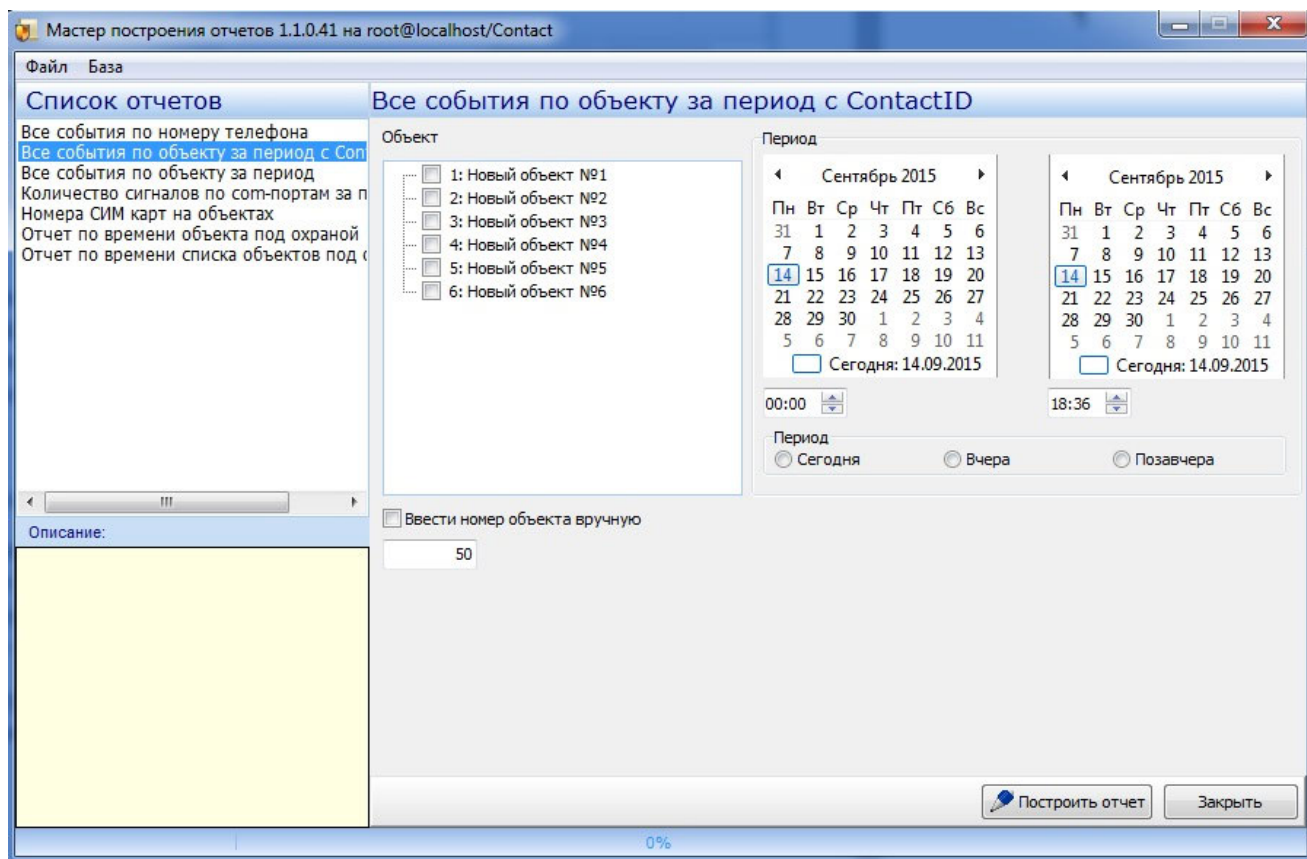 Мастер построения отчетов 1.1.0.41 на root@localhost/Contact
Файл База
Список отчетов
Все события по номеру телефона
Все события по объекту за период с Con
Все события по объекту за период
Количество сигналов по com-портам за п
Номера СИМ карт на объектах
Отчет по времени объекта под охраной
Отчет по времени списка объектов под
Описание:
Все события по объекту за период с ContactID
Объект
1: Новый объект №1
2: Новый объект №2
3: Новый объект №3
4: Новый объект №4
5: Новый объект №5
6: Новый объект №6
Ввести номер объекта вручную
50
Период
Сентябрь 2015
Пн Вт Ср Чт Пт Сб Вс
31 1 2 3 4 5 6
7 8 9 10 11 12 13
14 15 16 17 18 19 20
21 22 23 24 25 26 27
28 29 30 1 2 3 4
5 6 7 8 9 10 11
Сегодня: 14.09.2015
00:00
Сентябрь 2015
Пн Вт Ср Чт Пт Сб Вс
31 1 2 3 4 5 6
7 8 9 10 11 12 13
14 15 16 17 18 19 20
21 22 23 24 25 26 27
28 29 30 1 2 3 4
5 6 7 8 9 10 11
Сегодня: 14.09.2015
18:36
Период
Сегодня Вчера Позавчера
Построить отчет Закрыть
0%